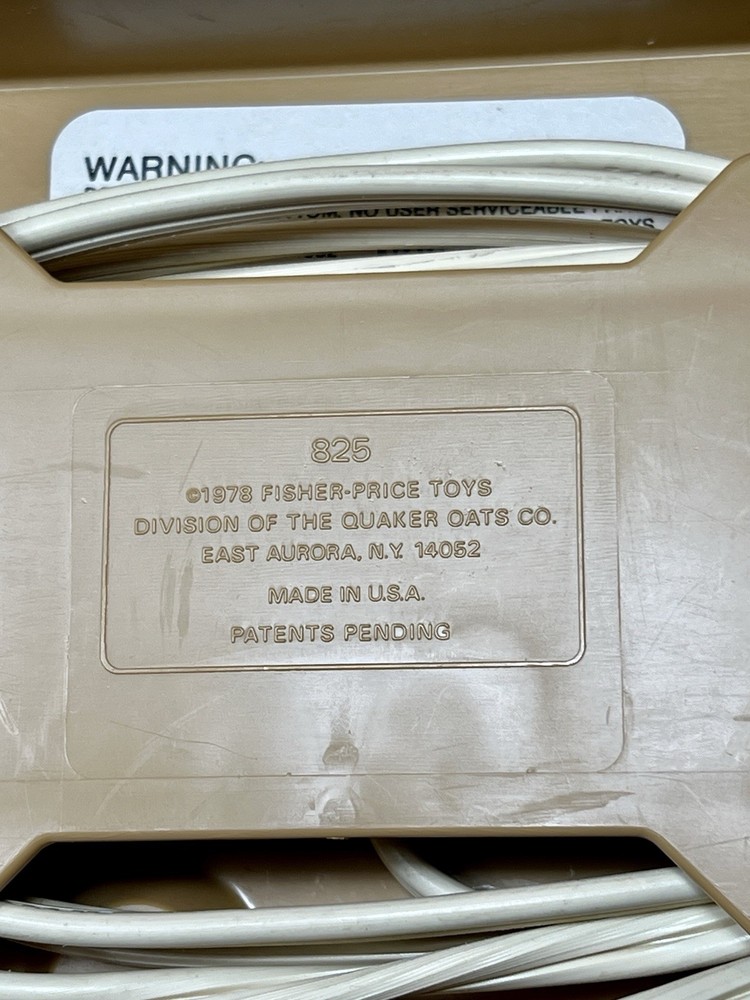 WARNING:
NO USER SERVICEABLE
TOYS
825
©1978 FISHER-PRICE TOYS
DIVISION OF THE QUAKER OATS CO.
EAST AURORA, N.Y. 14052
MADE IN U.S.A.
PATENTS PENDING